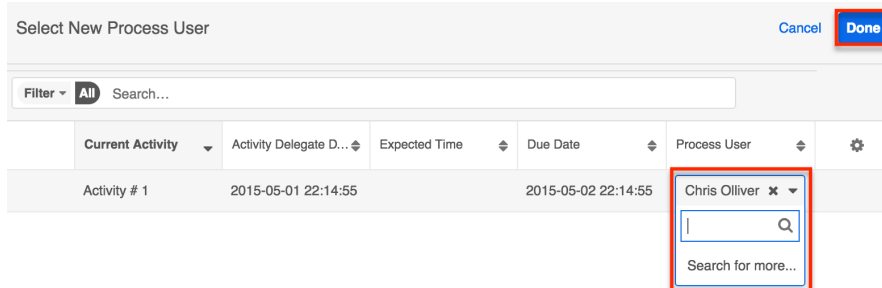 Select New Process User Cancel Done
Filter All Search...
Current Activity Activity Delegate D... Expected Time Due Date Process User
Activity # 1 2015-05-01 22:14:55 2015-05-02 22:14:55 Chris Olliver
Search for more...